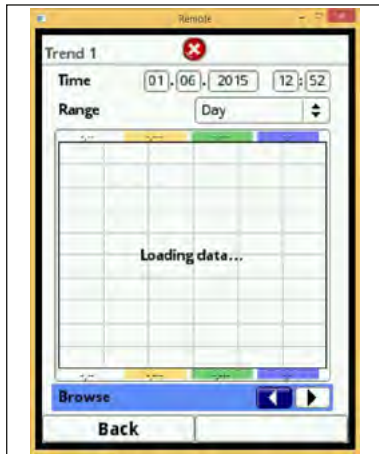 Remote
Trend 1
Time 01.06.2015 12:52
Range Day
-,-- -,-- -,-- -,--
Loading data...
-,-- -,-- -,-- -,--
Browse
Back